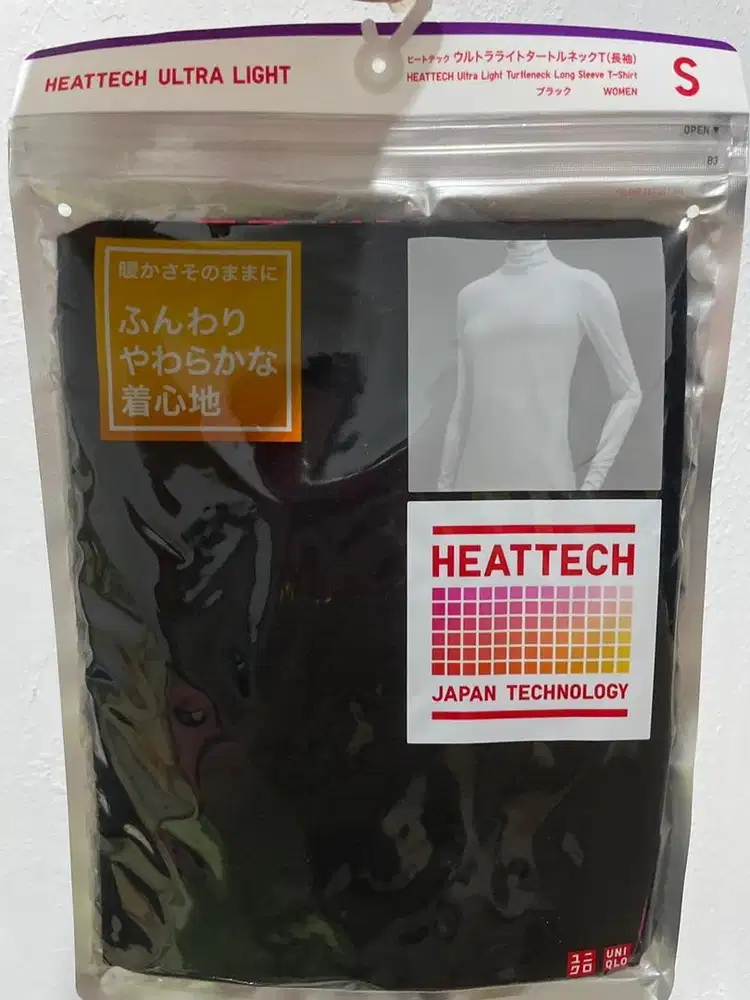 HEATTECH ULTRA LIGHT
ヒートテック ウルトラライトタートルネックT(長袖)
HEATTECH Ultra Light Turtleneck Long Sleeve T-Shirt
ブラック WOMEN
S
OPEN▼
B3
暖かさそのままに
ふんわり
やわらかな
着心地
HEATTECH
JAPAN TECHNOLOGY
ユニ
クロ
UNI
QLO